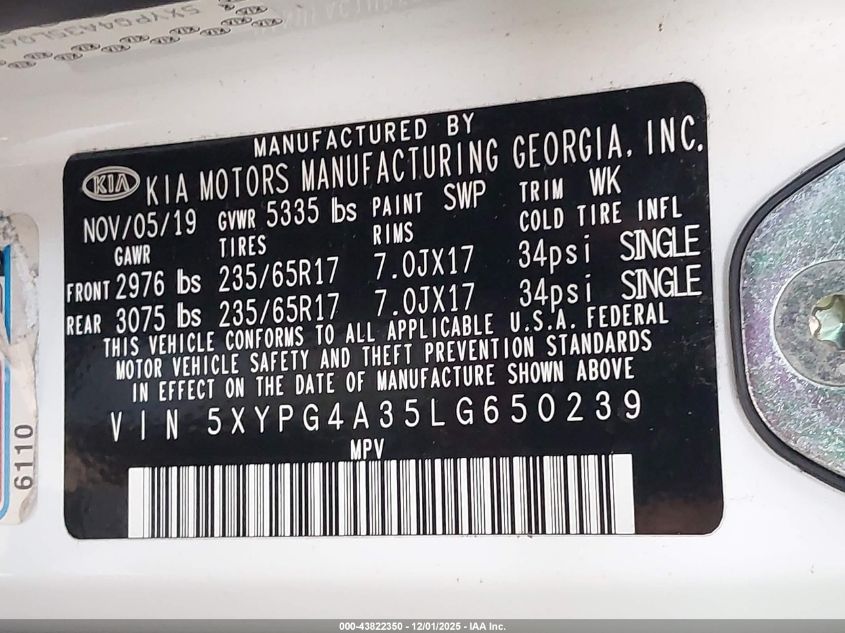 5XYPG4A35LG6
MANUFACTURED BY
KIA KIA MOTORS MANUFACTURING GEORGIA, INC.
NOV/05/19 GVWR 5335 lbs PAINT SWP TRIM WK
GAWR TIRES RIMS COLD TIRE INFL
FRONT 2976 lbs 235/65R17 7.0JX17 34psi SINGLE
REAR 3075 lbs 235/65R17 7.0JX17 34psi SINGLE
THIS VEHICLE CONFORMS TO ALL APPLICABLE U.S.A. FEDERAL
MOTOR VEHICLE SAFETY AND THEFT PREVENTION STANDARDS
IN EFFECT ON THE DATE OF MANUFACTURE SHOWN ABOVE
VIN 5XYPG4A35LG650239
MPV
6110
000-43822350 - 12/01/2025 - IAA Inc.